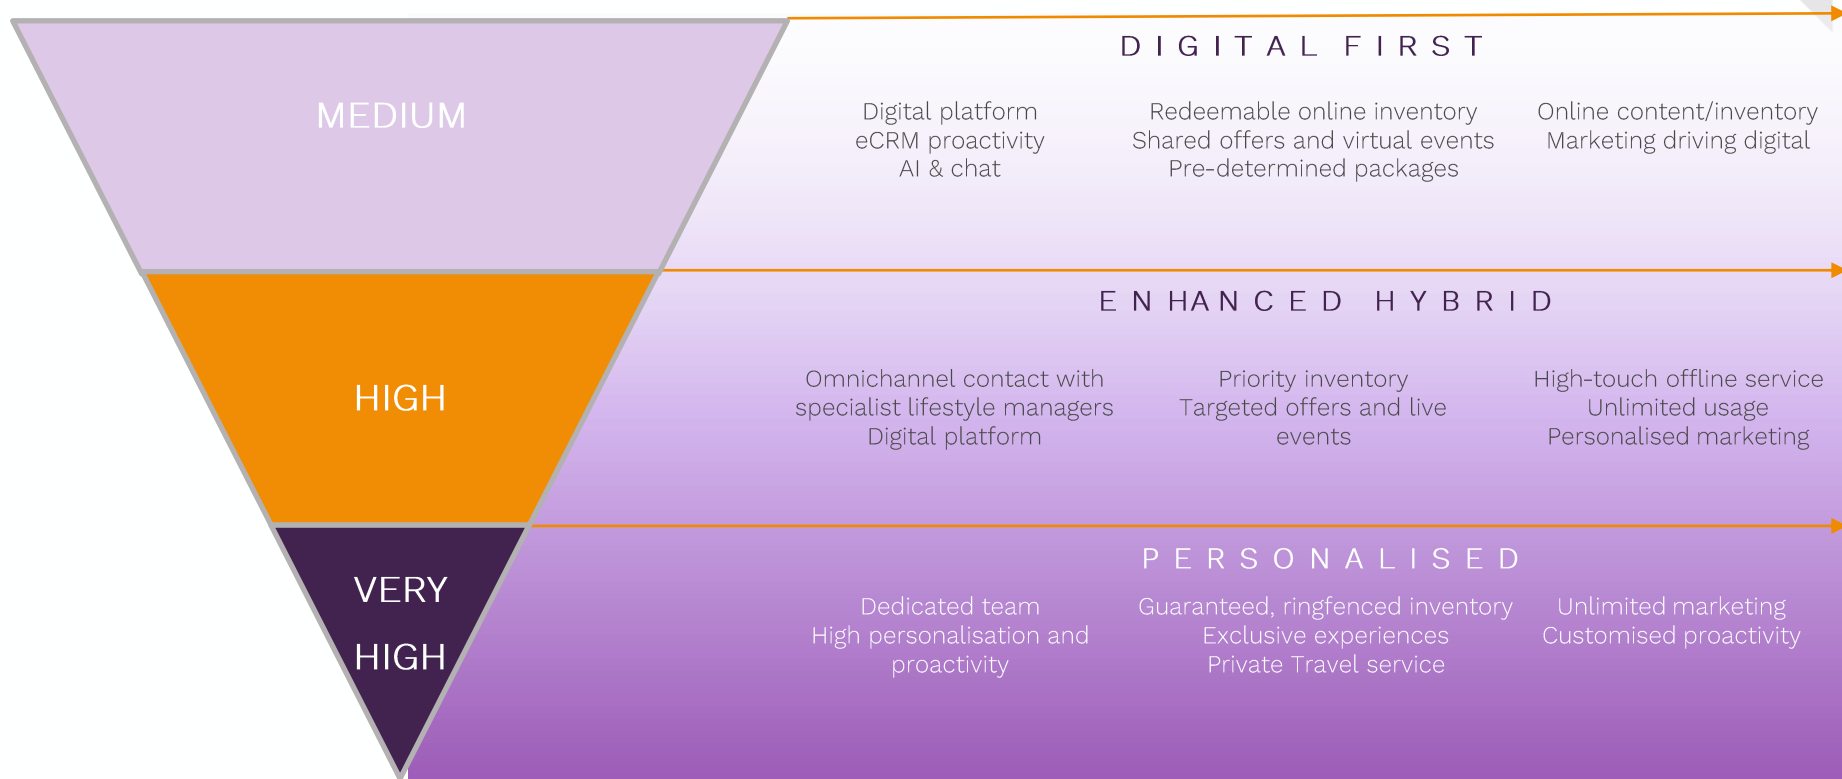 MEDIUM
DIGITAL FIRST
Digital platform
eCRM proactivity
AI & chat
Redeemable online inventory
Shared offers and virtual events
Pre-determined packages
Online content/inventory
Marketing driving digital
HIGH
ENHANCED HYBRID
Omnichannel contact with
specialist lifestyle managers
Digital platform
Priority inventory
Targeted offers and live
events
High-touch offline service
Unlimited usage
Personalised marketing
VERY
HIGH
PERSONALISED
Dedicated team
High personalisation and
proactivity
Guaranteed, ringfenced inventory
Exclusive experiences
Private Travel service
Unlimited marketing
Customised proactivity